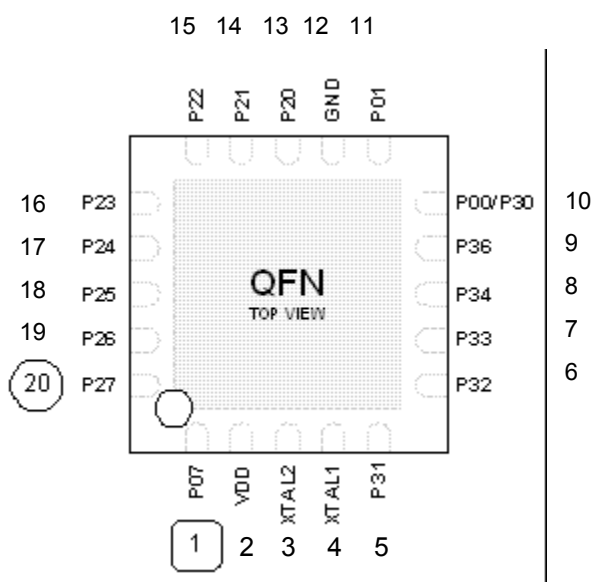 15 14 13 12 11
P22 P21 P20 GND P01
16 P23 P00/P30 10
17 P24 P36 9
18 P25 P34 8
QFN
TOP VIEW
19 P26 P33 7
20 P27 P32 6
P07 VDD XTAL2 XTAL1 P31
1 2 3 4 5